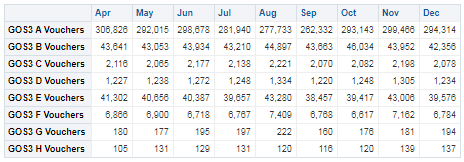 Apr May Jun Jul Aug Sep Oct Nov Dec
GOS3 A Vouchers 306,826 292,015 298,678 281,940 277,733 262,332 293,143 299,466 294,314
GOS3 B Vouchers 43,641 43,053 43,934 43,210 44,897 43,663 46,034 43,952 42,356
GOS3 C Vouchers 2,116 2,065 2,177 2,138 2,221 2,070 2,082 2,198 2,078
GOS3 D Vouchers 1,227 1,238 1,272 1,248 1,334 1,220 1,248 1,305 1,234
GOS3 E Vouchers 41,302 40,656 40,387 39,657 43,280 38,457 39,417 43,006 39,576
GOS3 F Vouchers 6,866 6,900 6,718 6,767 7,409 6,768 6,617 7,162 6,784
GOS3 G Vouchers 180 177 195 197 222 160 176 181 194
GOS3 H Vouchers 105 131 129 131 120 116 120 139 137